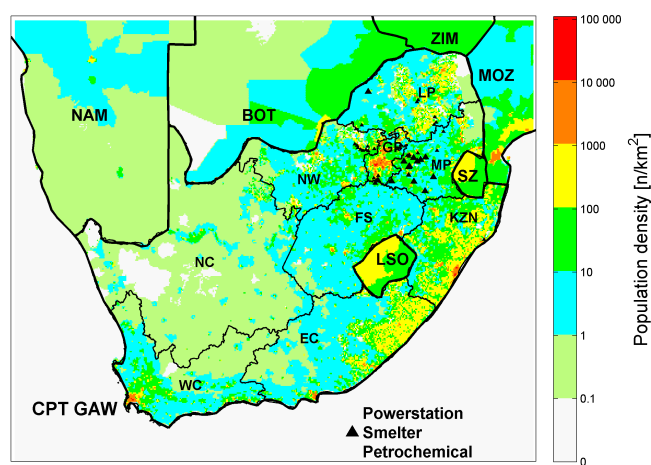 ZIM
MOZ
NAM
BOT
LP
GP
MP
NW
SZ
FS
KZN
NC
LSO
EC
WC
CPT GAW
Powerstation
Smelter
Petrochemical
100 000
10 000
1000
100
10
1
0.1
0
Population density [n/km²]